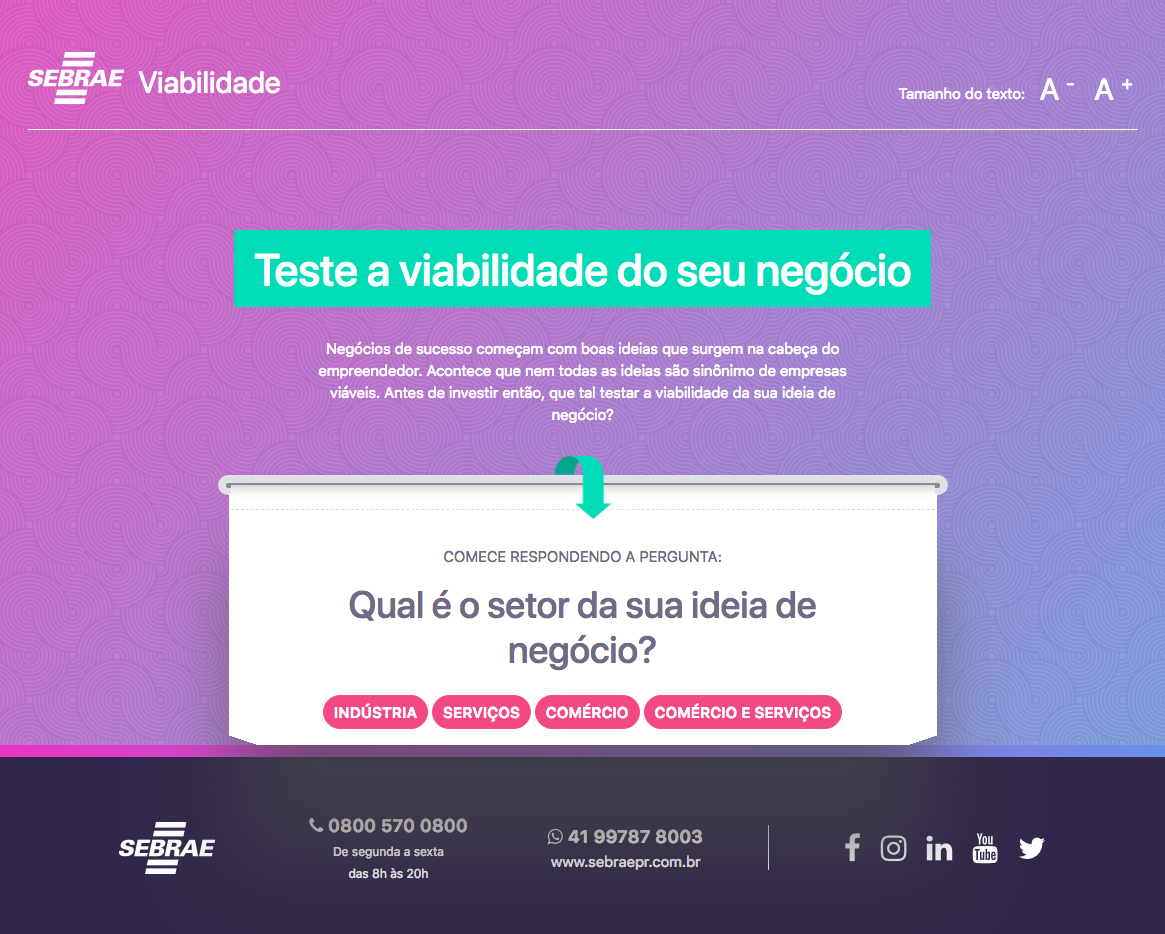 SEBRAE Viabilidade
Tamanho do texto: A - A +
Teste a viabilidade do seu negócio
Negócios de sucesso começam com boas ideias que surgem na cabeça do
empreendedor. Acontece que nem todas as ideias são sinônimo de empresas
viáveis. Antes de investir então, que tal testar a viabilidade da sua ideia de
negócio?
COMECE RESPONDENDO A PERGUNTA:
Qual é o setor da sua ideia de
negócio?
INDÚSTRIA SERVIÇOS COMÉRCIO COMÉRCIO E SERVIÇOS
SEBRAE
0800 570 0800
De segunda a sexta
das 8h às 20h
41 99787 8003
www.sebraepr.com.br
f in You Tube